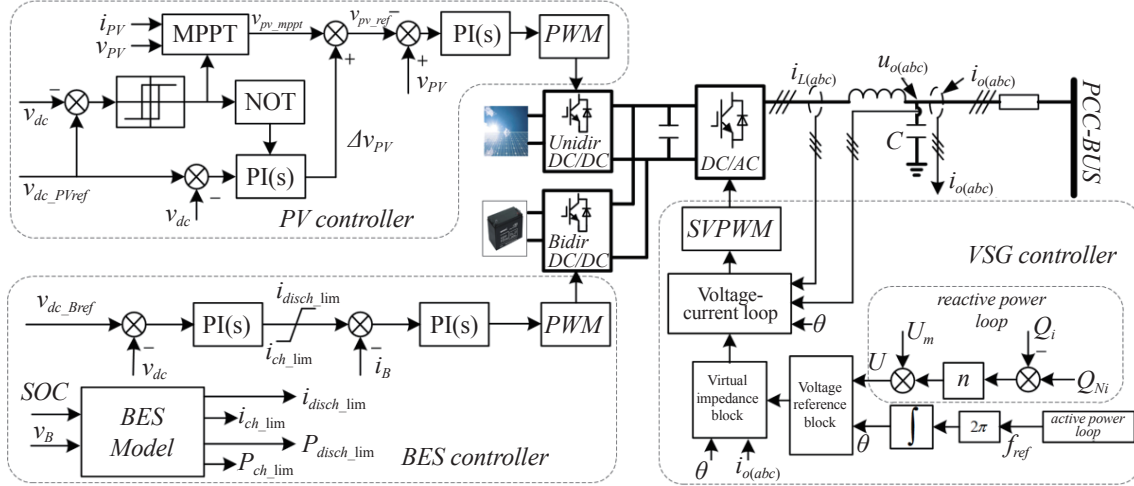 i_PV
v_PV
MPPT
v_pv_mppt
v_pv_ref
−
PI(s)
PWM
+
+
v_PV
−
v_dc
NOT
Δv_PV
v_dc_PVref
PI(s)
−
v_dc
PV controller
Unidir
DC/DC
Bidir
DC/DC
DC/AC
i_L(abc)
u_o(abc)
i_o(abc)
i_o(abc)
C
i_o(abc)
PCC-BUS
SVPWM
VSG controller
Voltage-
current loop
θ
reactive power
loop
U_m
Q_i
−
U
n
Q_Ni
Virtual
impedance
block
Voltage
reference
block
θ
∫
2π
f_ref
active power
loop
θ
i_o(abc)
v_dc_Bref
−
v_dc
PI(s)
i_disch_lim
i_ch_lim
−
i_B
PI(s)
PWM
SOC
v_B
BES
Model
i_disch_lim
i_ch_lim
P_disch_lim
P_ch_lim
BES controller